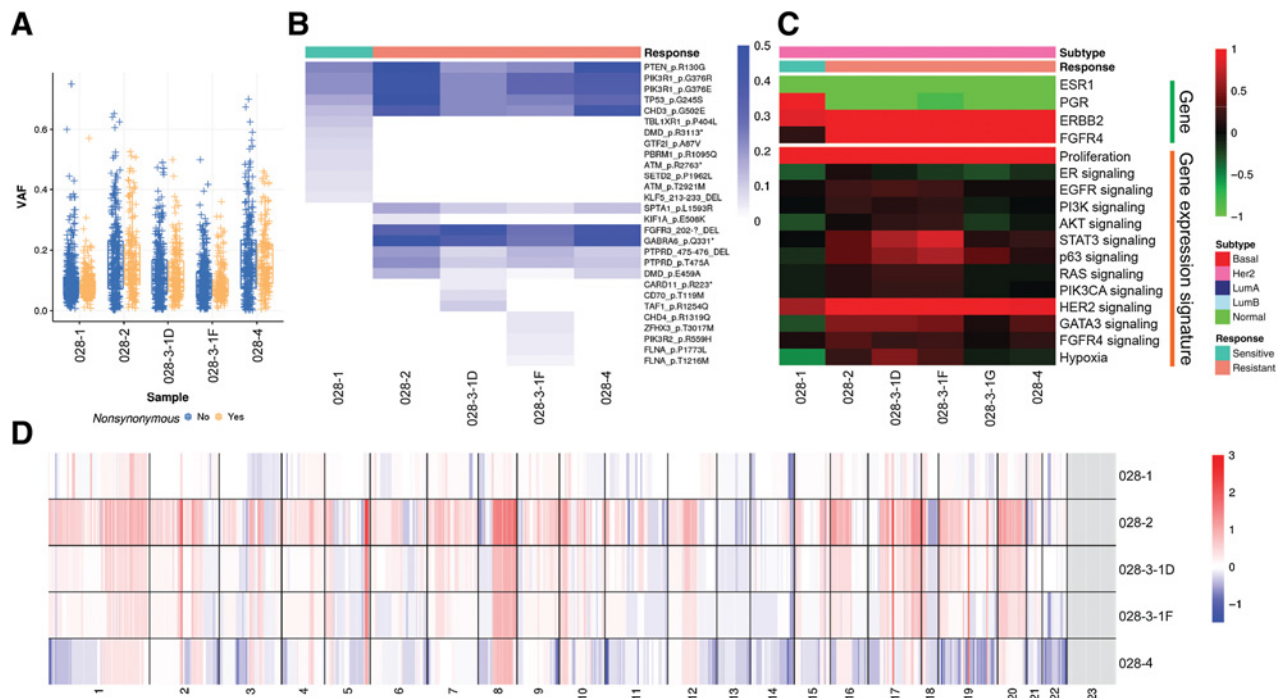 A
B
C
VAF
0.6
0.4
0.2
0.0
028-1
028-2
028-3-1D
028-3-1F
028-4
Sample
Nonsynonymous No Yes
Response
PTEN_p.R130G
PIK3R1_p.G376R
PIK3R1_p.G376E
TP53_p.G245S
CHD3_p.G502E
TBL1XR1_p.P404L
DMD_p.R3113*
GTF2I_p.A87V
PBRM1_p.R1095Q
ATM_p.R2763*
SETD2_p.P1962L
ATM_p.T2921M
KLF5_213-233_DEL
SPTA1_p.L1593R
KIF1A_p.E508K
FGFR3_202-?_DEL
GABRA6_p.Q331*
PTPRD_475-476_DEL
PTPRD_p.T475A
DMD_p.E459A
CARD11_p.R223*
CD70_p.T119M
TAF1_p.R1254Q
CHD4_p.R1319Q
ZFHX3_p.T3017M
PIK3R2_p.R559H
FLNA_p.P1773L
FLNA_p.T1216M
028-1
028-2
028-3-1D
028-3-1F
028-4
0.5
0.4
0.3
0.2
0.1
0
Subtype
Response
ESR1
PGR
ERBB2
FGFR4
Proliferation
ER signaling
EGFR signaling
PI3K signaling
AKT signaling
STAT3 signaling
p63 signaling
RAS signaling
PIK3CA signaling
HER2 signaling
GATA3 signaling
FGFR4 signaling
Hypoxia
Gene
Gene expression signature
028-1
028-2
028-3-1D
028-3-1F
028-3-1G
028-4
1
0.5
0
-0.5
-1
Subtype
Basal
Her2
LumA
LumB
Normal
Response
Sensitive
Resistant
D
028-1
028-2
028-3-1D
028-3-1F
028-4
1
2
3
4
5
6
7
8
9
10
11
12
13
14
15
16
17
18
19
20
21
22
23
3
2
1
0
−1